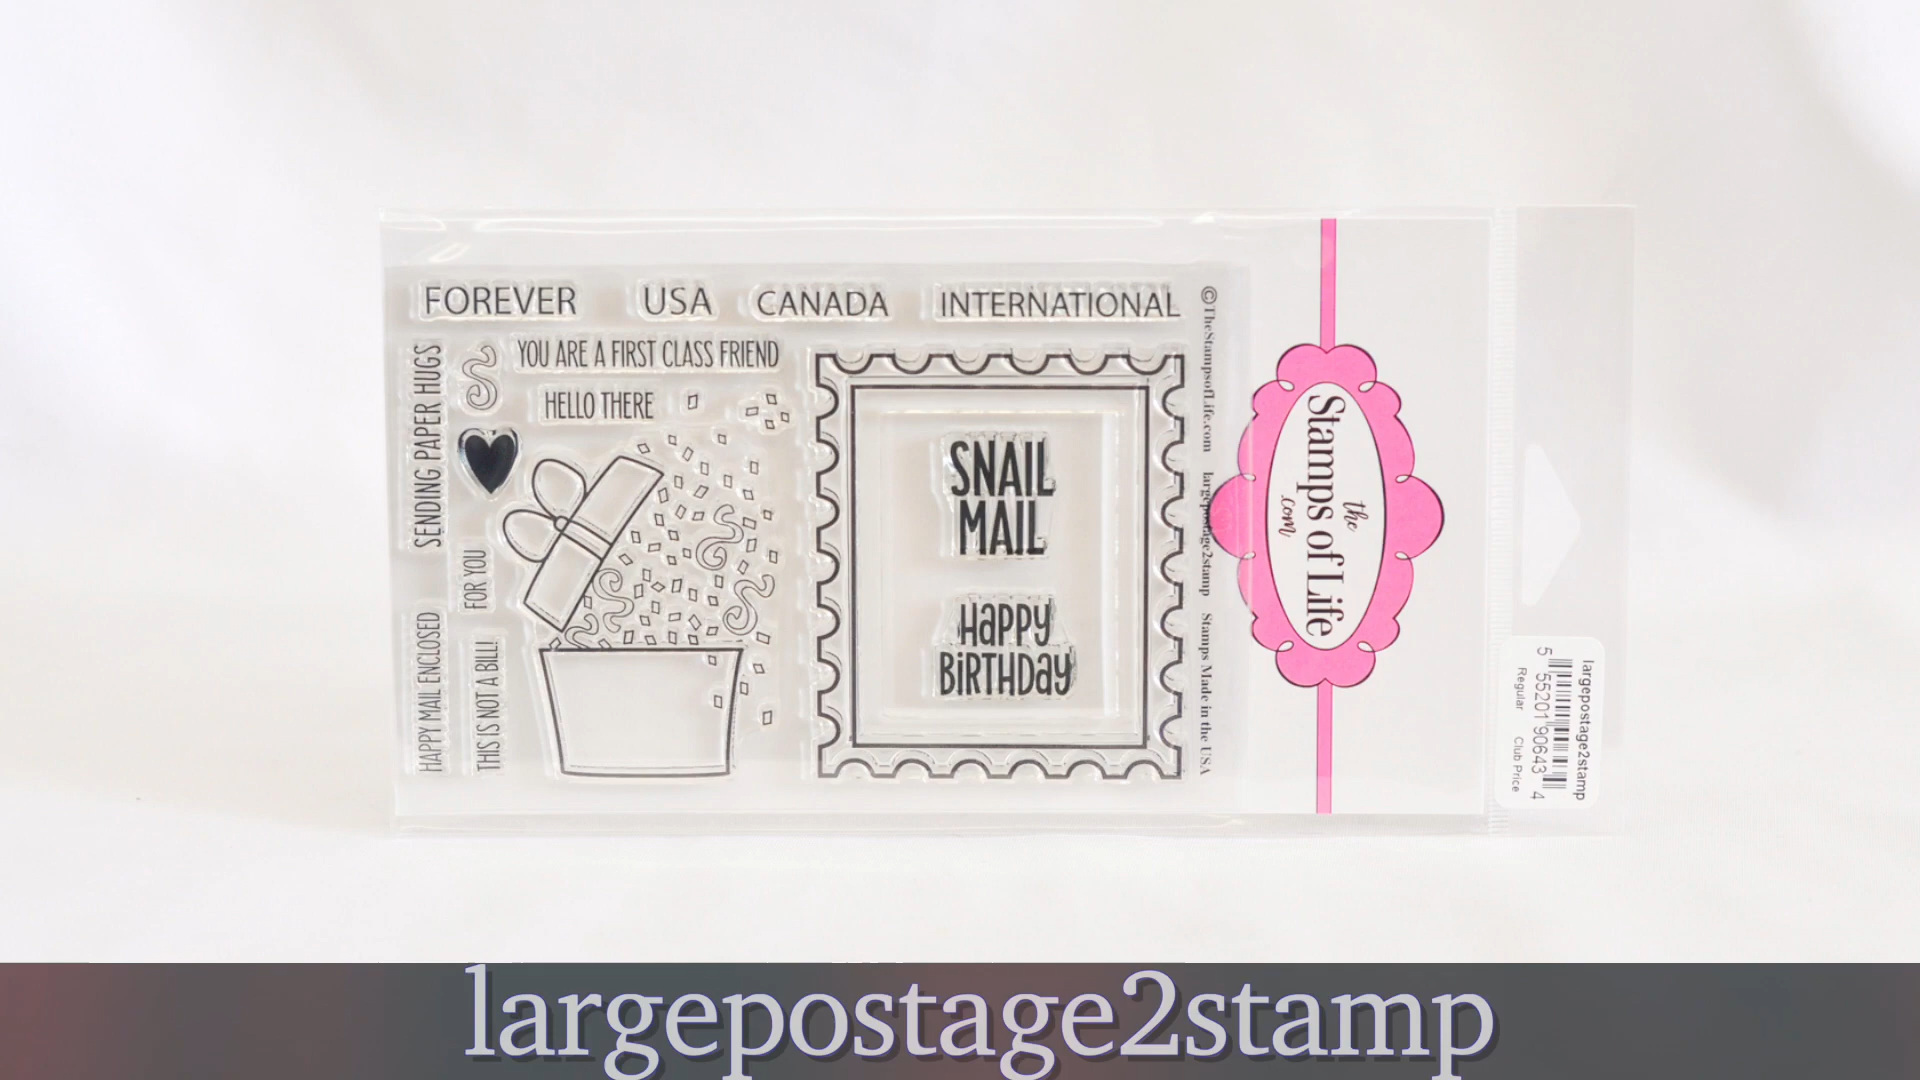 FOREVER USA CANADA INTERNATIONAL
YOU ARE A FIRST CLASS FRIEND
HELLO THERE
SENDING PAPER HUGS
FOR YOU
HAPPY MAIL ENCLOSED
THIS IS NOT A BILL!
SNAIL
MAIL
HaPPY
BiRTHDaY
©TheStampsofLife.com largepostage2stamp Stamps Made in the USA
the
Stamps of Life
.com
largepostage2stamp
5 55201 90643 4
Regular Club Price
largepostage2stamp